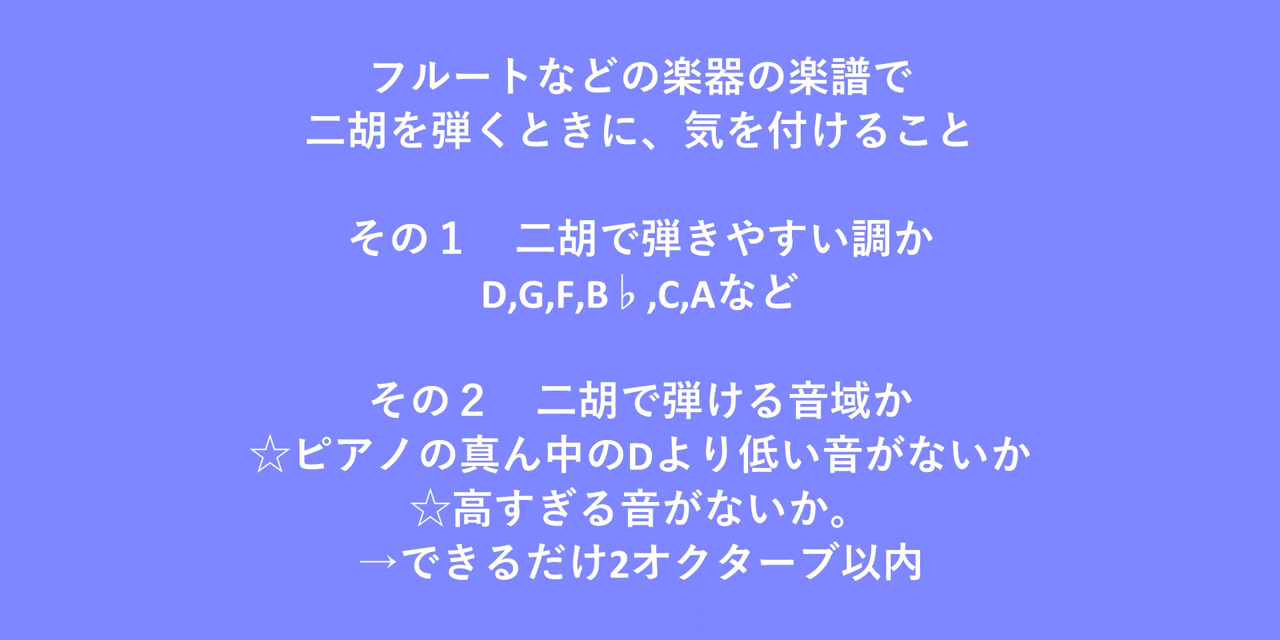 フルートなどの楽器の楽譜で
二胡を弾くときに、気を付けること
その１　二胡で弾きやすい調か
D,G,F,B♭,C,Aなど
その２　二胡で弾ける音域か
☆ピアノの真ん中のDより低い音がないか
☆高すぎる音がないか。
→できるだけ2オクターブ以内